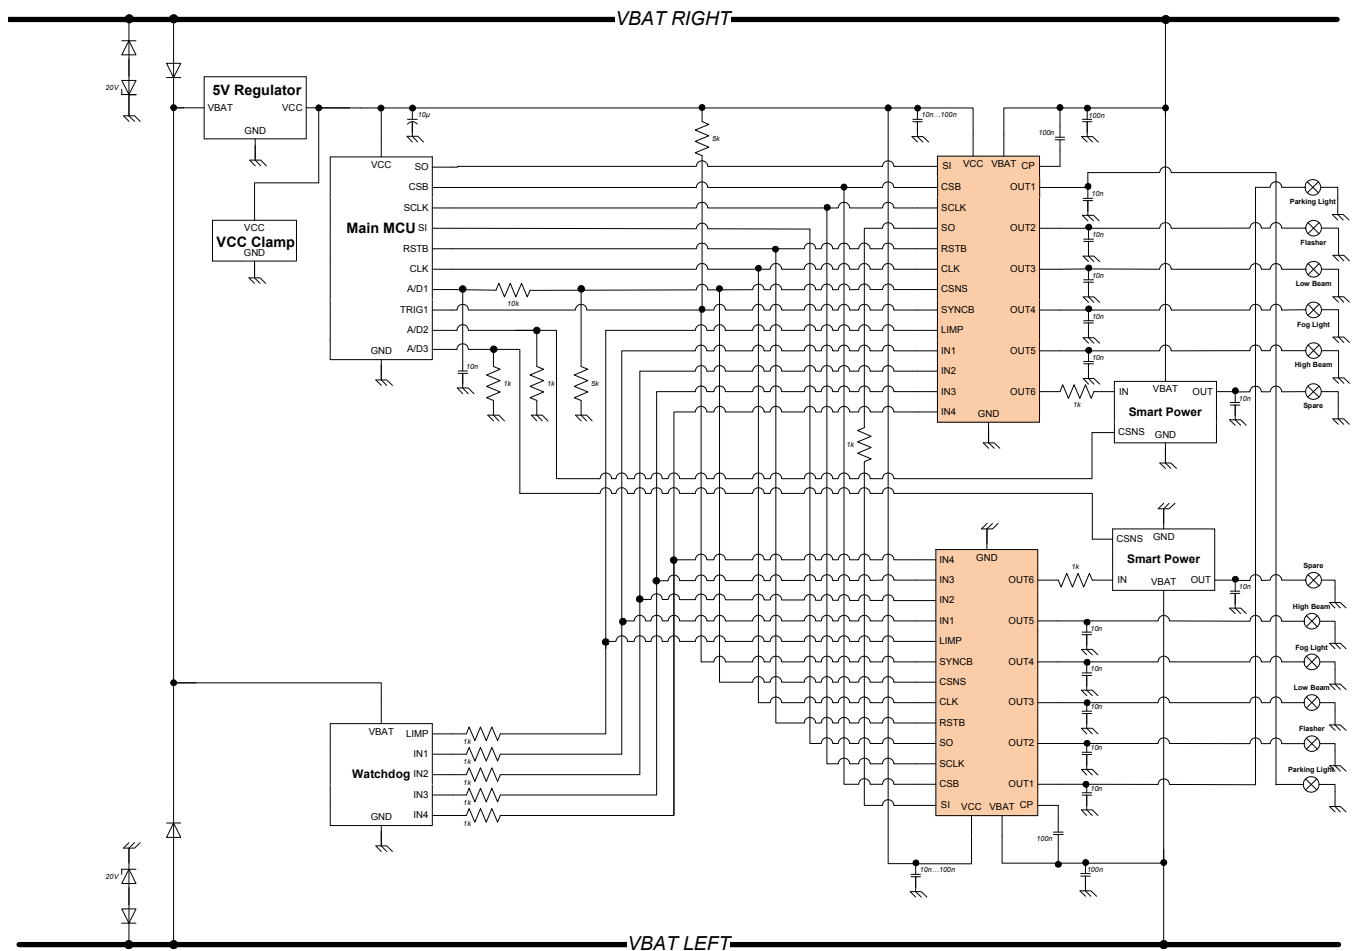 VBAT RIGHT
20V
5V Regulator
VBAT
VCC
GND
10µ
5k
10n...100n
100n
100n
VCC
SO
CSB
SCLK
SI
RSTB
CLK
A/D1
TRIG1
A/D2
A/D3
GND
Main MCU
VCC
VCC Clamp
GND
10k
10n
1k
1k
5k
SI
VCC
VBAT
CP
CSB
OUT1
SCLK
SO
OUT2
RSTB
CLK
OUT3
CSNS
SYNCB
OUT4
LIMP
IN1
OUT5
IN2
IN3
OUT6
IN4
GND
10n
10n
10n
10n
10n
1k
1k
Parking Light
Flasher
Low Beam
Fog Light
High Beam
Spare
IN
VBAT
OUT
Smart Power
CSNS
GND
10n
CSNS
GND
Smart Power
IN
VBAT
OUT
10n
GND
IN4
IN3
OUT6
IN2
IN1
OUT5
LIMP
SYNCB
OUT4
CSNS
CLK
OUT3
RSTB
SO
OUT2
SCLK
CSB
OUT1
SI
VCC
VBAT
CP
1k
10n
10n
10n
10n
10n
Spare
High Beam
Fog Light
Low Beam
Flasher
Parking Light
VBAT
LIMP
IN1
Watchdog
IN2
IN3
GND
IN4
1k
1k
1k
1k
1k
100n
10n...100n
100n
20V
VBAT LEFT